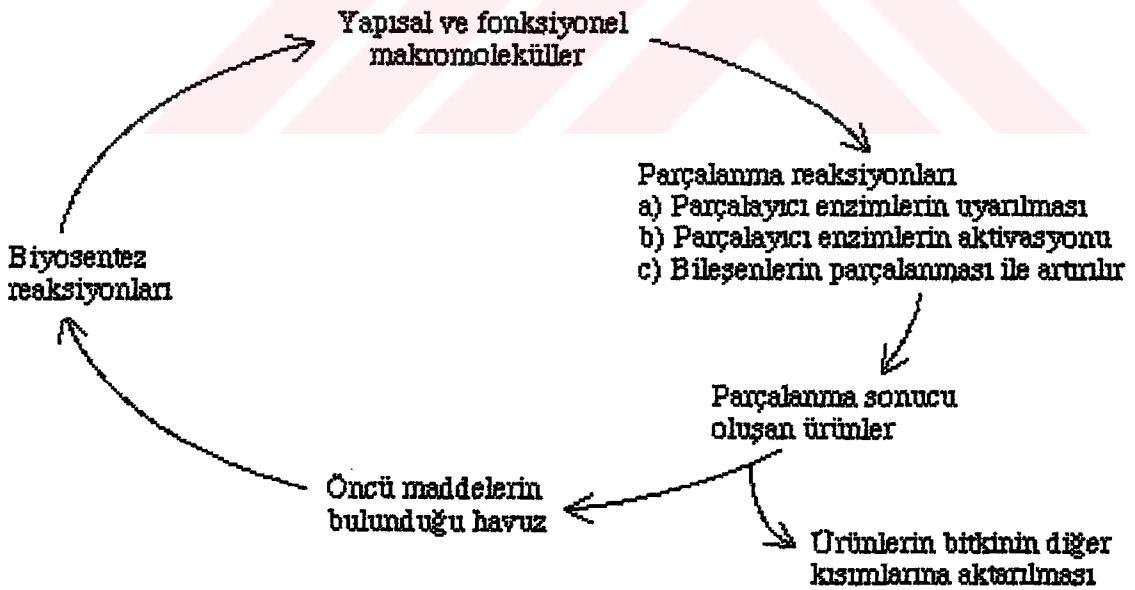 Yapısal ve fonksiyonel
makromoleküller
Parçalanma reaksiyonları
a) Parçalayıcı enzimlerin uyarılması
b) Parçalayıcı enzimlerin aktivasyonu
c) Bileşenlerin parçalanması ile artırılır
Biyosentez
reaksiyonları
Parçalanma sonucu
oluşan ürünler
Öncü maddelerin
bulunduğu havuz
Ürünlerin bitkinin diğer
kısımlarına aktarılması